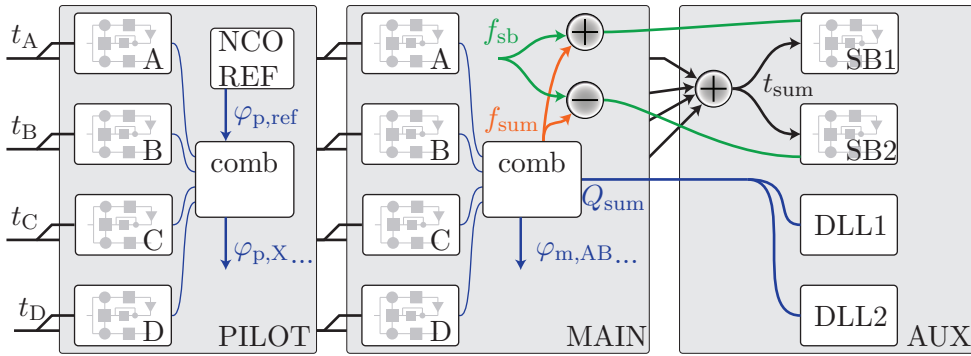 t_A
t_B
t_C
t_D
A
B
C
D
NCO
REF
φ_p,ref
comb
φ_p,X...
PILOT
A
B
C
D
f_sb
+
−
f_sum
comb
Q_sum
φ_m,AB...
MAIN
+
t_sum
SB1
SB2
DLL1
DLL2
AUX